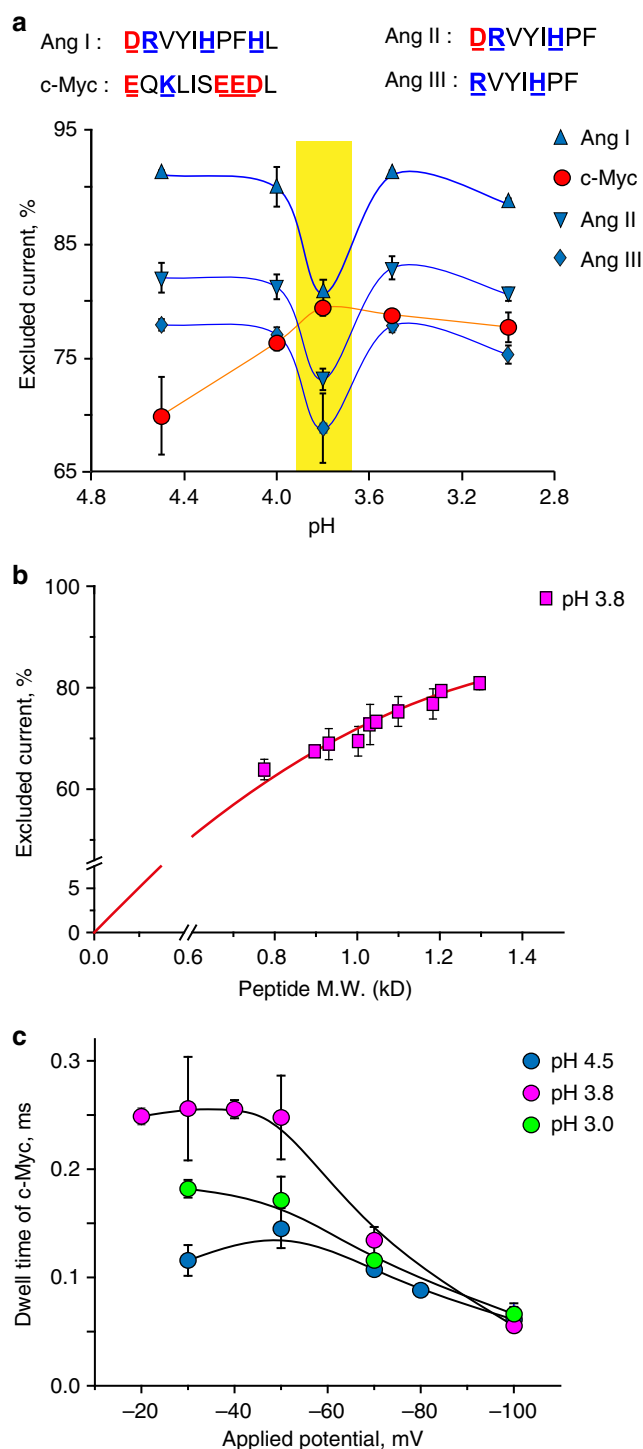 a
Ang I : DRVYIHPFHL
Ang II : DRVYIHPF
c-Myc : EQKLISEEDL
Ang III : RVYIHPF
95
85
75
65
Excluded current, %
4.8 4.4 4.0 3.6 3.2 2.8
pH
Ang I
c-Myc
Ang II
Ang III
b
100
80
60
5
0
Excluded current, %
0.0 0.6 0.8 1.0 1.2 1.4
Peptide M.W. (kD)
pH 3.8
c
0.3
0.2
0.1
0.0
Dwell time of c-Myc, ms
–20 –40 –60 –80 –100
Applied potential, mV
pH 4.5
pH 3.8
pH 3.0